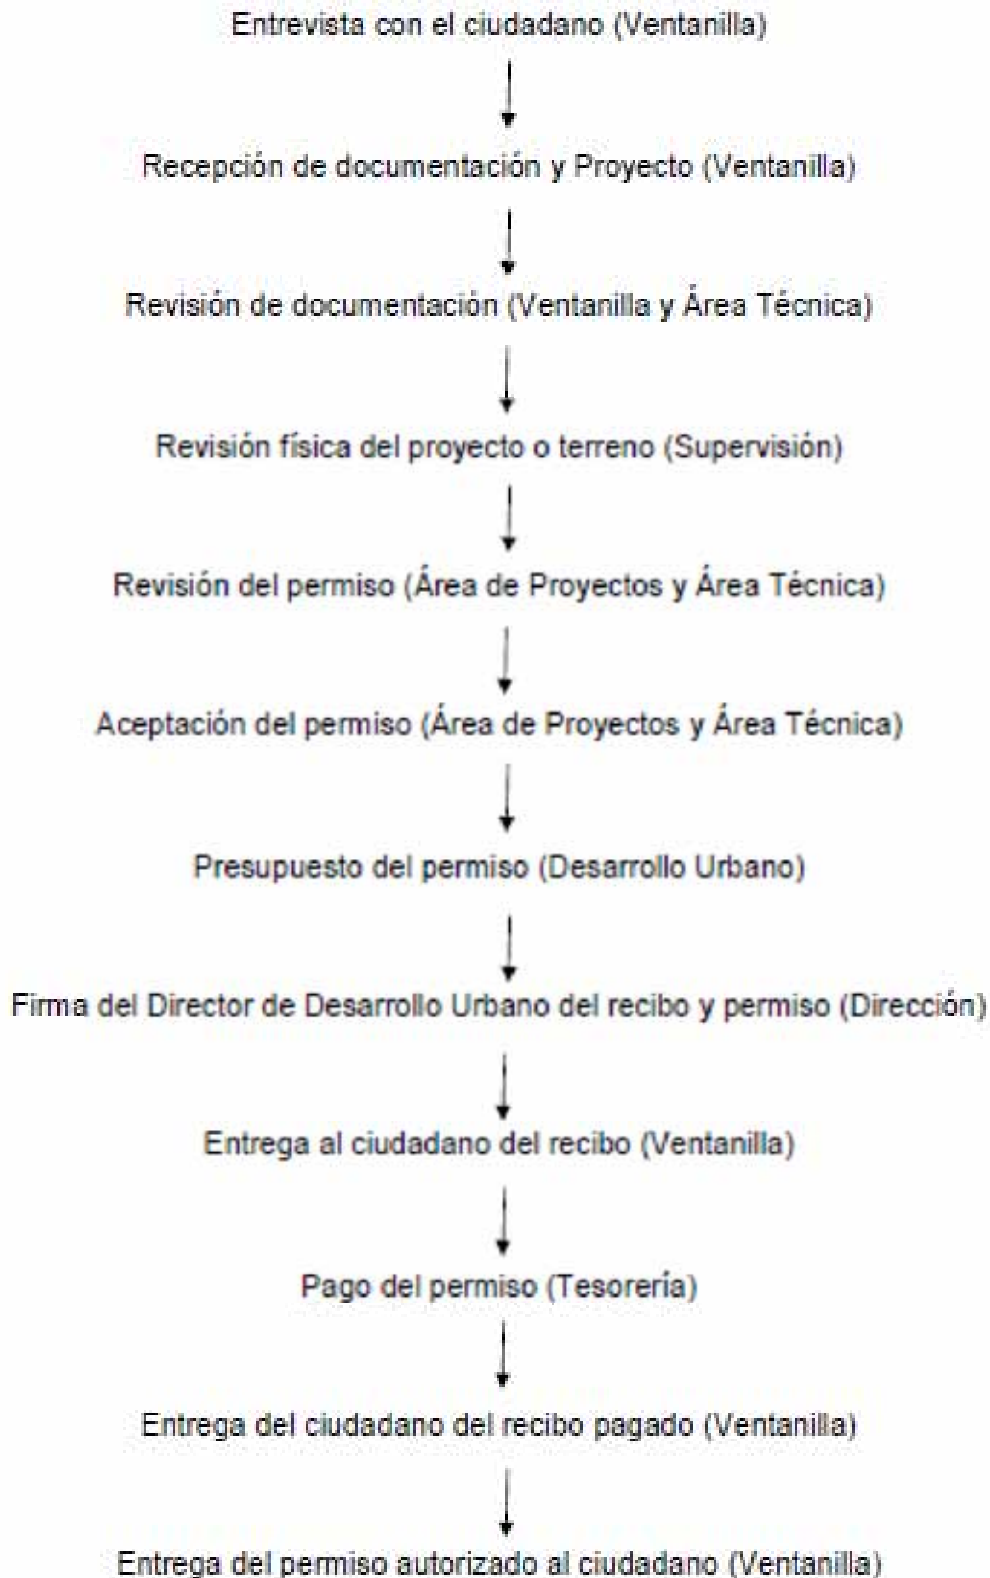 Entrevista con el ciudadano (Ventanilla)
Recepción de documentación y Proyecto (Ventanilla)
Revisión de documentación (Ventanilla y Área Técnica)
Revisión física del proyecto o terreno (Supervisión)
Revisión del permiso (Área de Proyectos y Área Técnica)
Aceptación del permiso (Área de Proyectos y Área Técnica)
Presupuesto del permiso (Desarrollo Urbano)
Firma del Director de Desarrollo Urbano del recibo y permiso (Dirección)
Entrega al ciudadano del recibo (Ventanilla)
Pago del permiso (Tesorería)
Entrega del ciudadano del recibo pagado (Ventanilla)
Entrega del permiso autorizado al ciudadano (Ventanilla)